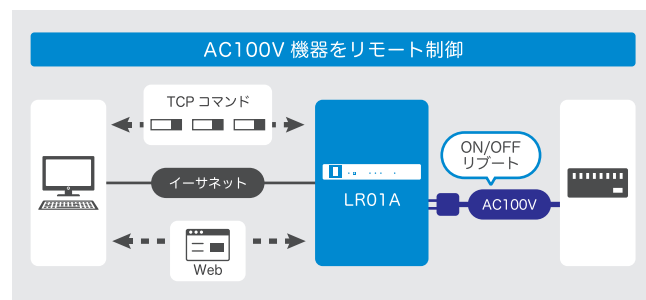 AC100V 機器をリモート制御
TCP コマンド
イーサネット
Web
LR01A
ON/OFF
リブート
AC100V